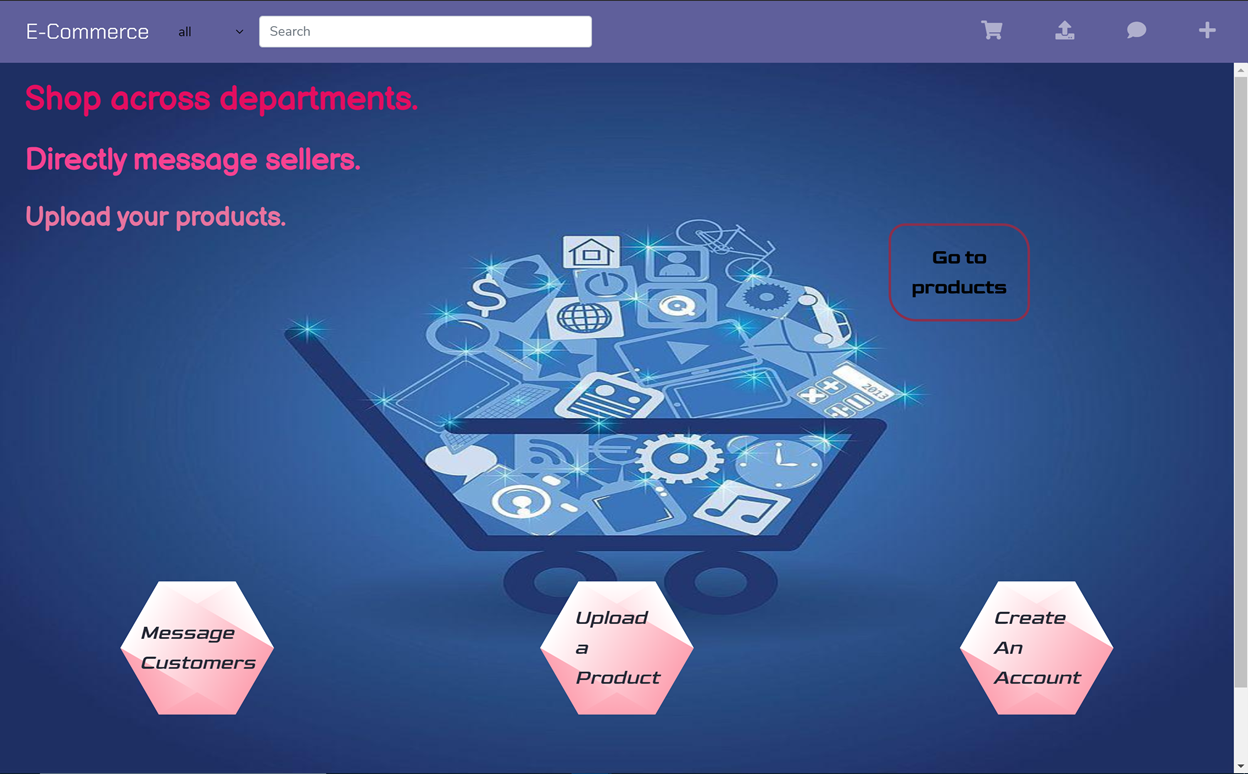 E-Commerce
all
Search
Shop across departments.
Directly message sellers.
Upload your products.
Go to
products
$
Q
2013
€
Message
Customers
Upload
a
Product
Create
An
Account